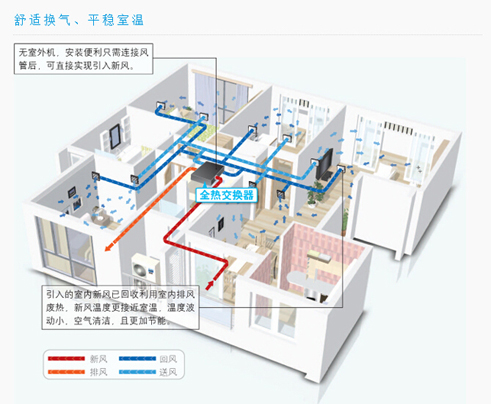 舒适换气、平稳室温
无室外机，安装便利只需连接风
管后，可直接实现引入新风。
全热交换器
引入的室内新风已回收利用室内排风
废热，新风温度更接近室温，温度波
动小，空气清洁，且更加节能。
新风 回风
排风 送风